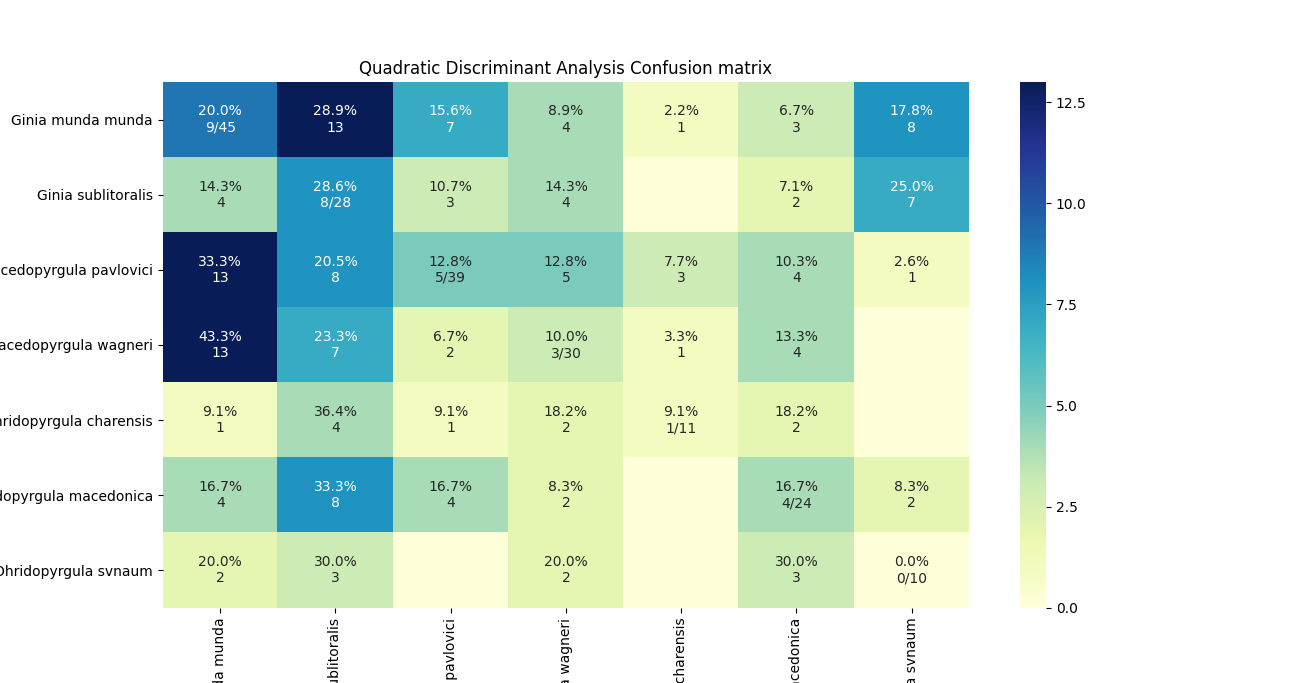 Quadratic Discriminant Analysis Confusion matrix
Ginia munda munda
20.0% 28.9% 15.6% 8.9% 2.2% 6.7% 17.8%
9/45 13 7 4 1 3 8
Ginia sublitoralis
14.3% 28.6% 10.7% 14.3% 7.1% 25.0%
4 8/28 3 4 2 7
cedopyrgula pavlovici
33.3% 20.5% 12.8% 12.8% 7.7% 10.3% 2.6%
13 8 5/39 5 3 4 1
acedopyrgula wagneri
43.3% 23.3% 6.7% 10.0% 3.3% 13.3%
13 7 2 3/30 1 4
hridopyrgula charensis
9.1% 36.4% 9.1% 18.2% 9.1% 18.2%
1 4 1 2 1/11 2
dopyrgula macedonica
16.7% 33.3% 16.7% 8.3% 16.7% 8.3%
4 8 4 2 4/24 2
Ohridopyrgula svnaum
20.0% 30.0% 20.0% 30.0% 0.0%
2 3 2 3 0/10
da munda
ublitoralis
pavlovici
a wagneri
charensis
cedonica
a svnaum
12.5
10.0
7.5
5.0
2.5
0.0